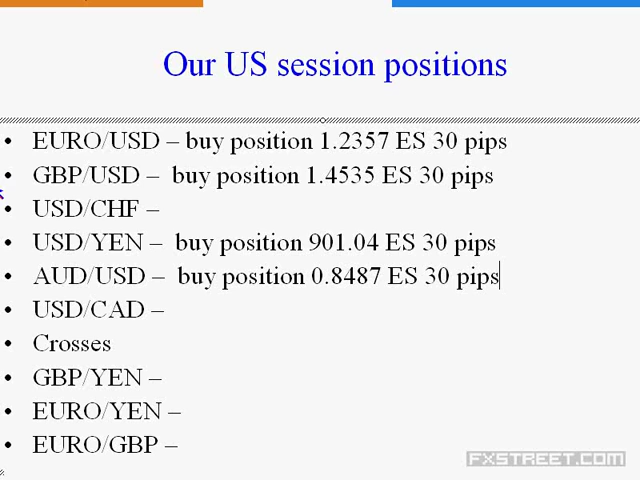 Our US session positions
• EURO/USD – buy position 1.2357 ES 30 pips
• GBP/USD – buy position 1.4535 ES 30 pips
• USD/CHF –
• USD/YEN – buy position 901.04 ES 30 pips
• AUD/USD – buy position 0.8487 ES 30 pips
• USD/CAD –
• Crosses
• GBP/YEN –
• EURO/YEN –
• EURO/GBP –
FXSTREET.COM